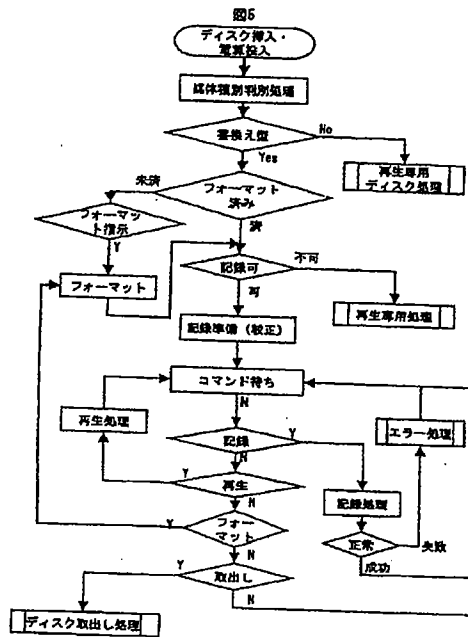 図5
ディスク挿入・
電算投入
媒体種別判別処理
書換え型
No
Yes
再生専用
ディスク処理
未済
フォーマット
済み
フォーマッ
ト指示
済
Y
フォーマット
記録可
不可
可
再生専用処理
記録準備（較正）
コマンド待ち
N
再生処理
記録
Y
エラー処理
N
Y
再生
記録処理
N
Y
フォー
マット
正常
失敗
N
成功
Y
取出し
N
ディスク取出し処理